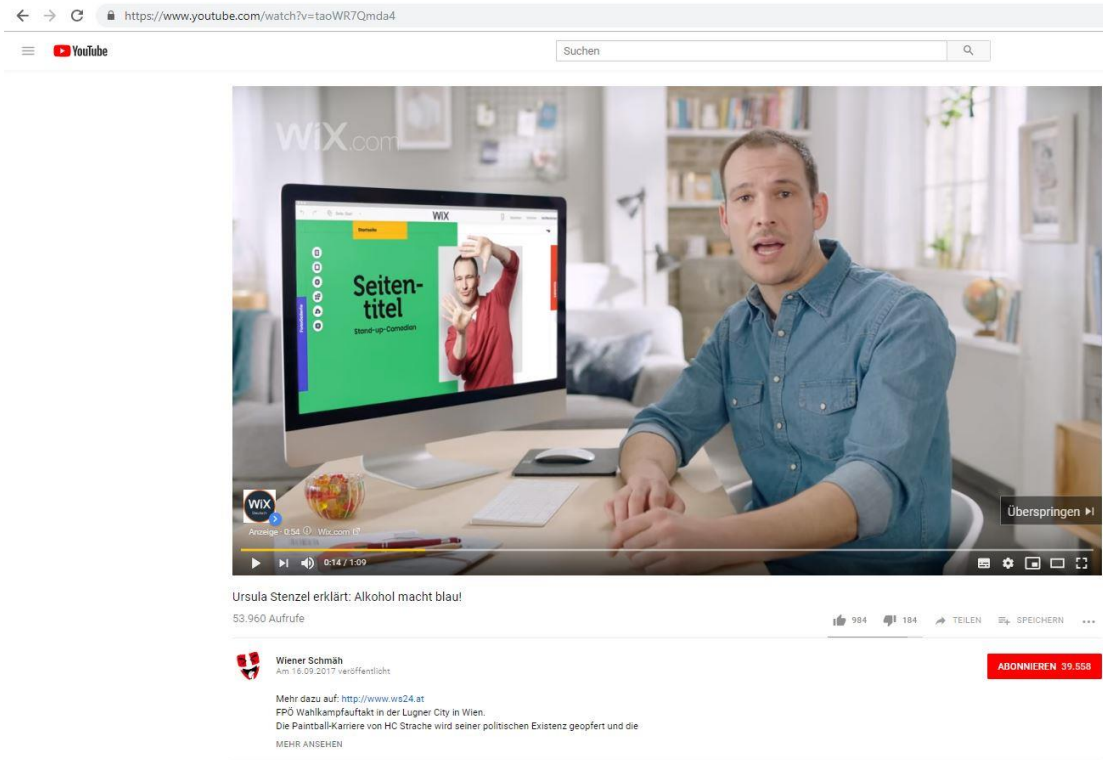 https://www.youtube.com/watch?v=taoWR7Qmda4
YouTube
Suchen
WiX.com
WiX
Startseite
Seiten-
titel
Stand-up-Comedian
WiX
Überspringen
Anzeige · 0:54 Wix.com
0:14 / 1:09
Ursula Stenzel erklärt: Alkohol macht blau!
53.960 Aufrufe
984 184 TEILEN SPEICHERN
Wiener Schmäh
Am 16.09.2017 veröffentlicht
ABONNIEREN 39.558
Mehr dazu auf: http://www.ws24.at
FPÖ Wahlkampfauftakt in der Lugner City in Wien.
Die Paintball-Karriere von HC Strache wird seiner politischen Existenz geopfert und die
MEHR ANSEHEN